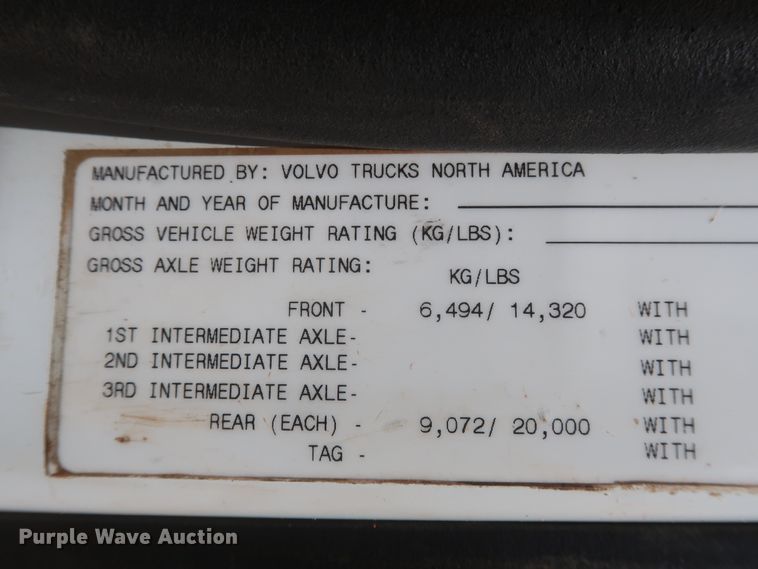 MANUFACTURED BY: VOLVO TRUCKS NORTH AMERICA
MONTH AND YEAR OF MANUFACTURE:
GROSS VEHICLE WEIGHT RATING (KG/LBS):
GROSS AXLE WEIGHT RATING: KG/LBS
FRONT - 6,494/ 14,320 WITH
1ST INTERMEDIATE AXLE- WITH
2ND INTERMEDIATE AXLE- WITH
3RD INTERMEDIATE AXLE- WITH
REAR (EACH) - 9,072/ 20,000 WITH
TAG - WITH
Purple Wave Auction